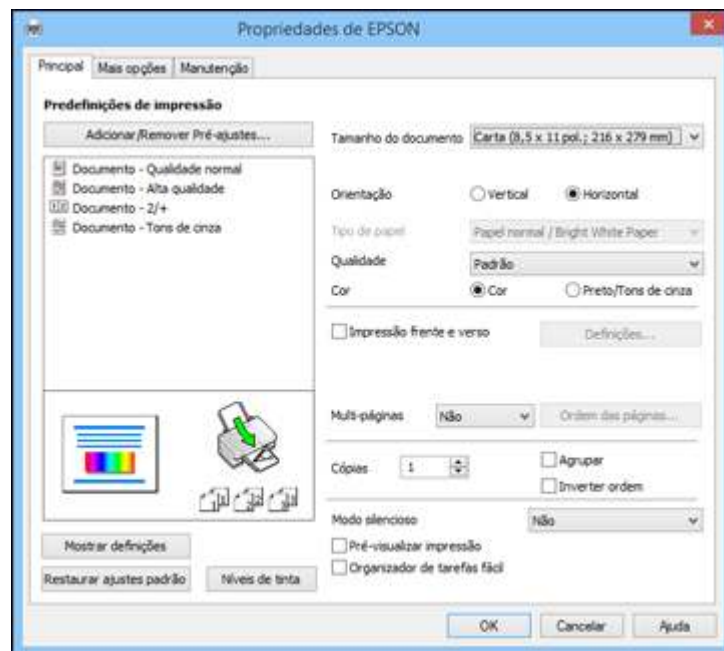 Propriedades de EPSON
Principal
Mais opções
Manutenção
Predefinições de impressão
Adicionar/Remover Pré-ajustes...
Documento - Qualidade normal
Documento - Alta qualidade
Documento - 2/+
Documento - Tons de cinza
Mostrar definições
Restaurar ajustes padrão
Níveis de tinta
Tamanho do documento
Carta (8,5 x 11 pol.; 216 x 279 mm)
Orientação
Vertical
Horizontal
Tipo de papel
Papel normal / Bright White Paper
Qualidade
Padrão
Cor
Cor
Preto/Tons de cinza
Impressão frente e verso
Definições...
Multi-páginas
Não
Ordem das páginas...
Cópias
1
Agrupar
Inverter ordem
Modo silencioso
Não
Pré-visualizar impressão
Organizador de tarefas fácil
OK
Cancelar
Ajuda